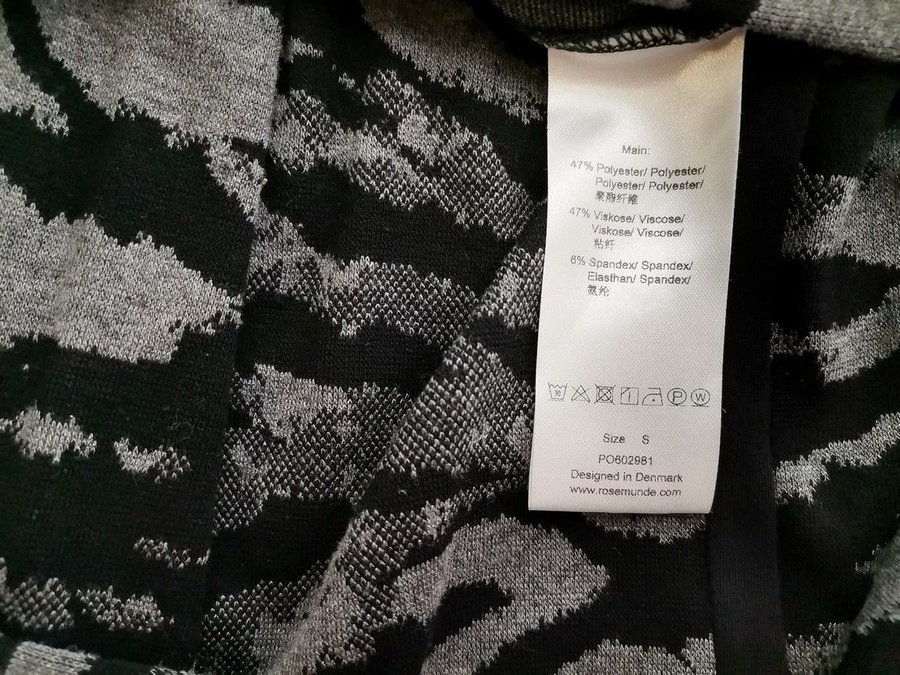 Main:
47% Polyester/ Polyester/
Polyester/ Polyester/
聚酯纤维
47% Viskose/ Viscose/
Viskose/ Viscose/
粘纤
6% Spandex/ Spandex/
Elasthan/ Spandex/
氨纶
P W
Size S
PO602981
Designed in Denmark
www.rosemunde.com